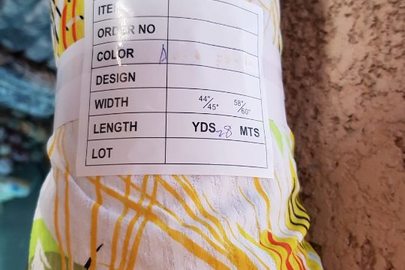 ITE
ORDER NO
COLOR
DESIGN
WIDTH 44"/45" 58"/60"
LENGTH YDS 28 MTS
LOT